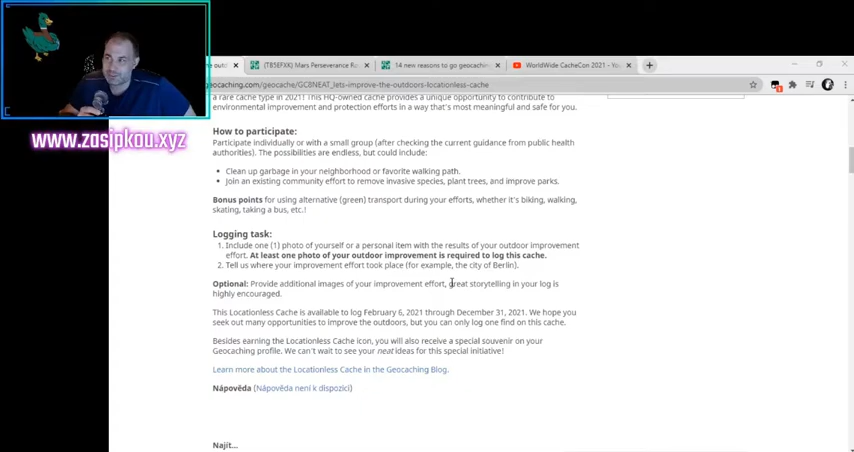 (TB5EFXX) Mars Perseverance R
14 new reasons to go geocaching
WorldWide CacheCon 2021 - Yo
geocaching.com/geocache/GC8NEAT_lets-improve-the-outdoors-locationless-cache
a rare cache type in 2021! This HQ-owned cache provides a unique opportunity to contribute to
environmental improvement and protection efforts in a way that's most meaningful and safe for you.
www.zasipkou.xyz
How to participate:
Participate individually or with a small group (after checking the current guidance from public health
authorities). The possibilities are endless, but could include:
• Clean up garbage in your neighborhood or favorite walking path.
• Join an existing community effort to remove invasive species, plant trees, and improve parks.
Bonus points for using alternative (green) transport during your efforts, whether it's biking, walking,
skating, taking a bus, etc.!
Logging task:
1. Include one (1) photo of yourself or a personal item with the results of your outdoor improvement
effort. At least one photo of your outdoor improvement is required to log this cache.
2. Tell us where your improvement effort took place (for example, the city of Berlin).
Optional: Provide additional images of your improvement effort, great storytelling in your log is
highly encouraged.
This Locationless Cache is available to log February 6, 2021 through December 31, 2021. We hope you
seek out many opportunities to improve the outdoors, but you can only log one find on this cache.
Besides earning the Locationless Cache icon, you will also receive a special souvenir on your
Geocaching profile. We can't wait to see your neat ideas for this special initiative!
Learn more about the Locationless Cache in the Geocaching Blog.
Nápověda (Nápověda není k dispozici)
Najít...